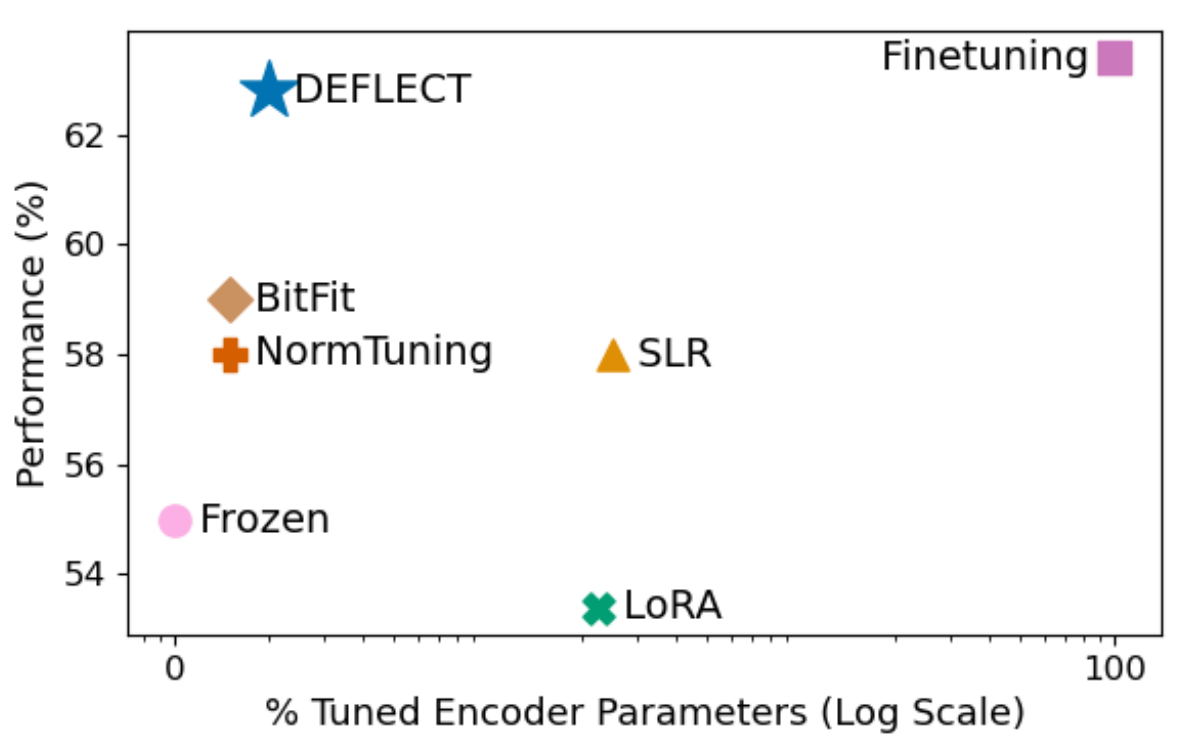 Finetuning
DEFLECT
62
60
BitFit
58
NormTuning
SLR
56
Frozen
54
LoRA
0
100
Performance (%)
% Tuned Encoder Parameters (Log Scale)